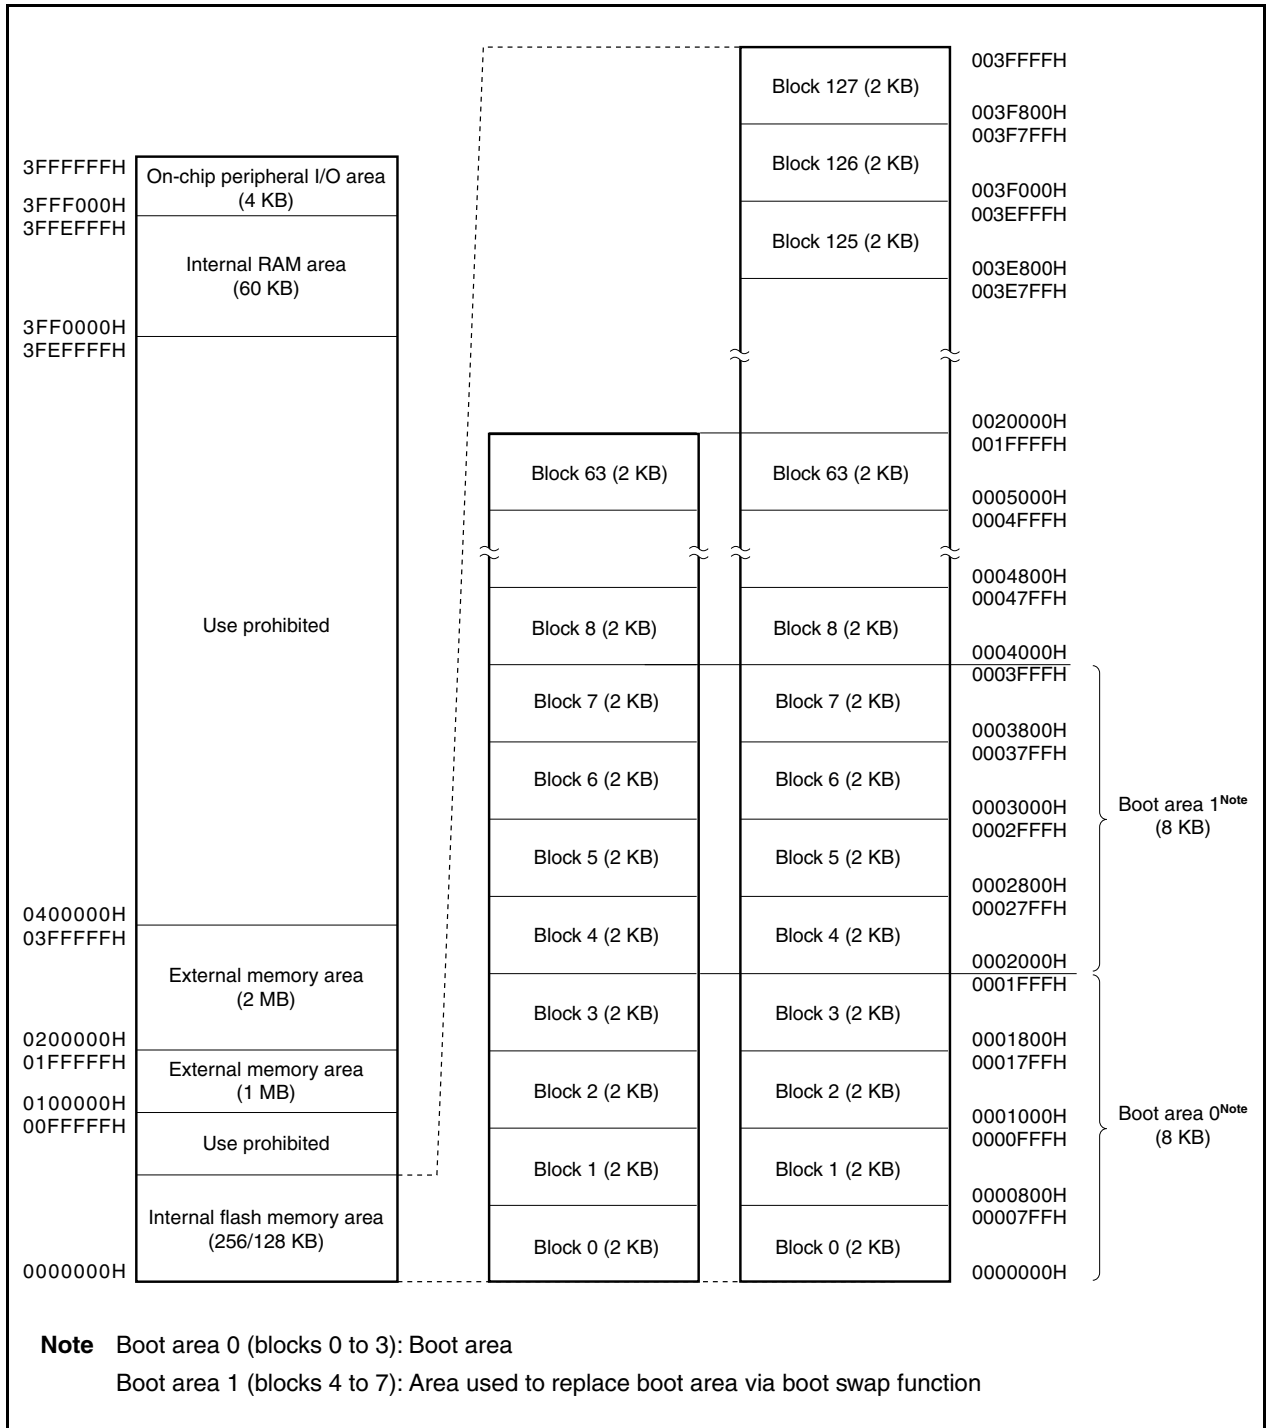 3FFFFFFH
On-chip peripheral I/O area
(4 KB)
3FFF000H
3FFEFFFH
Internal RAM area
(60 KB)
3FF0000H
3FEFFFFH
Use prohibited
0400000H
03FFFFFH
External memory area
(2 MB)
0200000H
01FFFFFH
External memory area
(1 MB)
0100000H
00FFFFFH
Use prohibited
Internal flash memory area
(256/128 KB)
0000000H
Block 63 (2 KB)
Block 8 (2 KB)
Block 7 (2 KB)
Block 6 (2 KB)
Block 5 (2 KB)
Block 4 (2 KB)
Block 3 (2 KB)
Block 2 (2 KB)
Block 1 (2 KB)
Block 0 (2 KB)
Block 127 (2 KB)
Block 126 (2 KB)
Block 125 (2 KB)
Block 63 (2 KB)
Block 8 (2 KB)
Block 7 (2 KB)
Block 6 (2 KB)
Block 5 (2 KB)
Block 4 (2 KB)
Block 3 (2 KB)
Block 2 (2 KB)
Block 1 (2 KB)
Block 0 (2 KB)
003FFFFH
003F800H
003F7FFH
003F000H
003EFFFH
003E800H
003E7FFH
0020000H
001FFFFH
0005000H
0004FFFH
0004800H
00047FFH
0004000H
0003FFFH
0003800H
00037FFH
0003000H
0002FFFH
0002800H
00027FFH
0002000H
0001FFFH
0001800H
00017FFH
0001000H
0000FFFH
0000800H
00007FFH
0000000H
Boot area 1Note
(8 KB)
Boot area 0Note
(8 KB)
Note Boot area 0 (blocks 0 to 3): Boot area
Boot area 1 (blocks 4 to 7): Area used to replace boot area via boot swap function